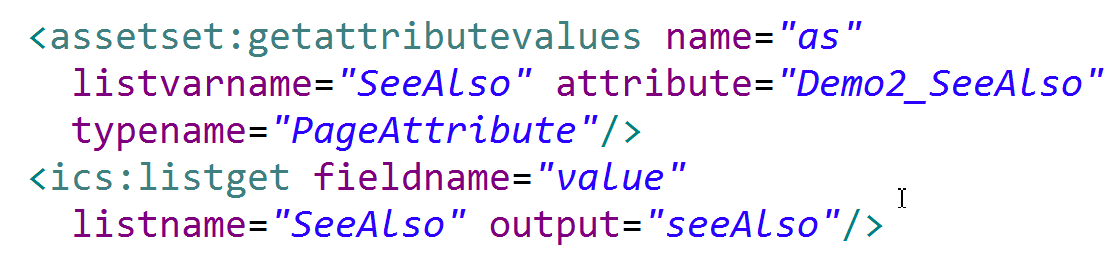 <assetset:getattributevalues name="as"
listvarname="SeeAlso" attribute="Demo2_SeeAlso"
typename="PageAttribute"/>
<ics:listget fieldname="value"
listname="SeeAlso" output="seeAlso"/>